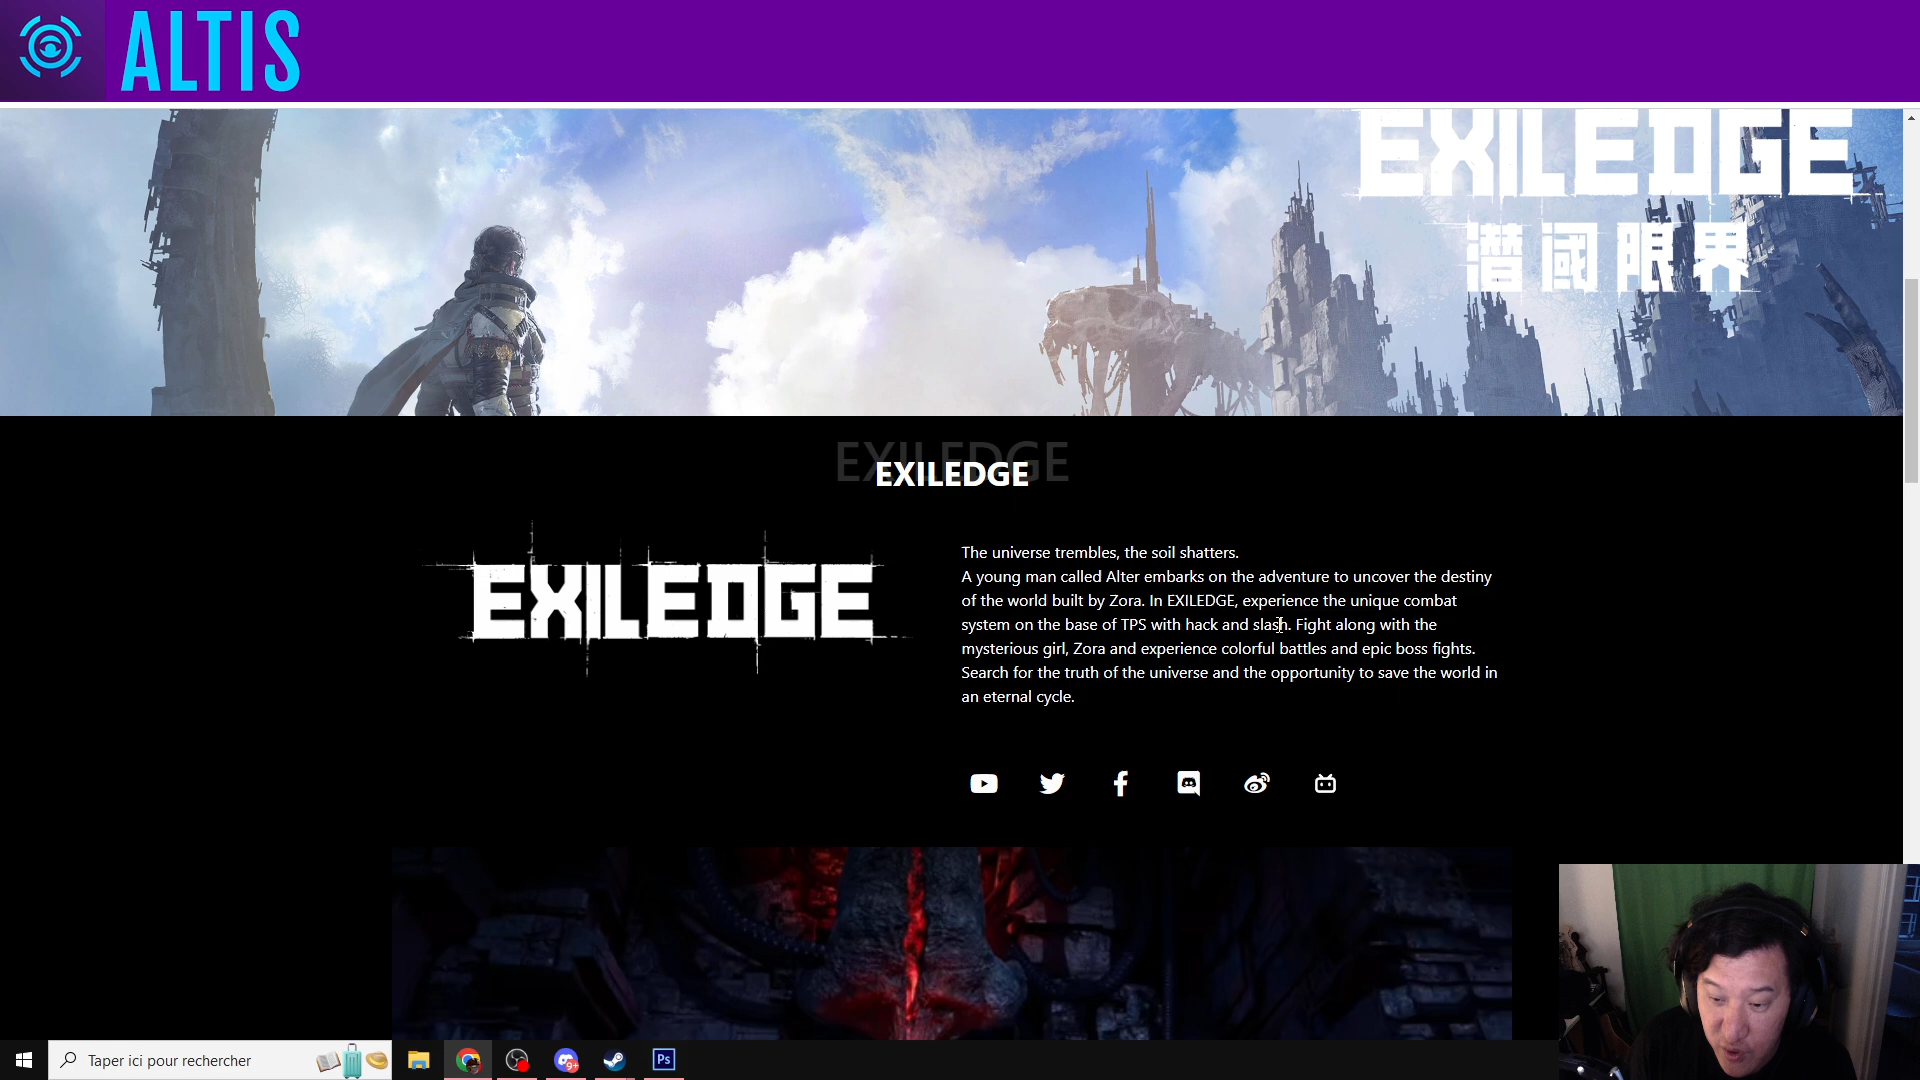 ALTIS
EXILEDGE
潜阈限界
EXILEDGE
EXILEDGE
EXILEDGE
The universe trembles, the soil shatters.
A young man called Alter embarks on the adventure to uncover the destiny
of the world built by Zora. In EXILEDGE, experience the unique combat
system on the base of TPS with hack and slash. Fight along with the
mysterious girl, Zora and experience colorful battles and epic boss fights.
Search for the truth of the universe and the opportunity to save the world in
an eternal cycle.
Taper ici pour rechercher
9+
Ps